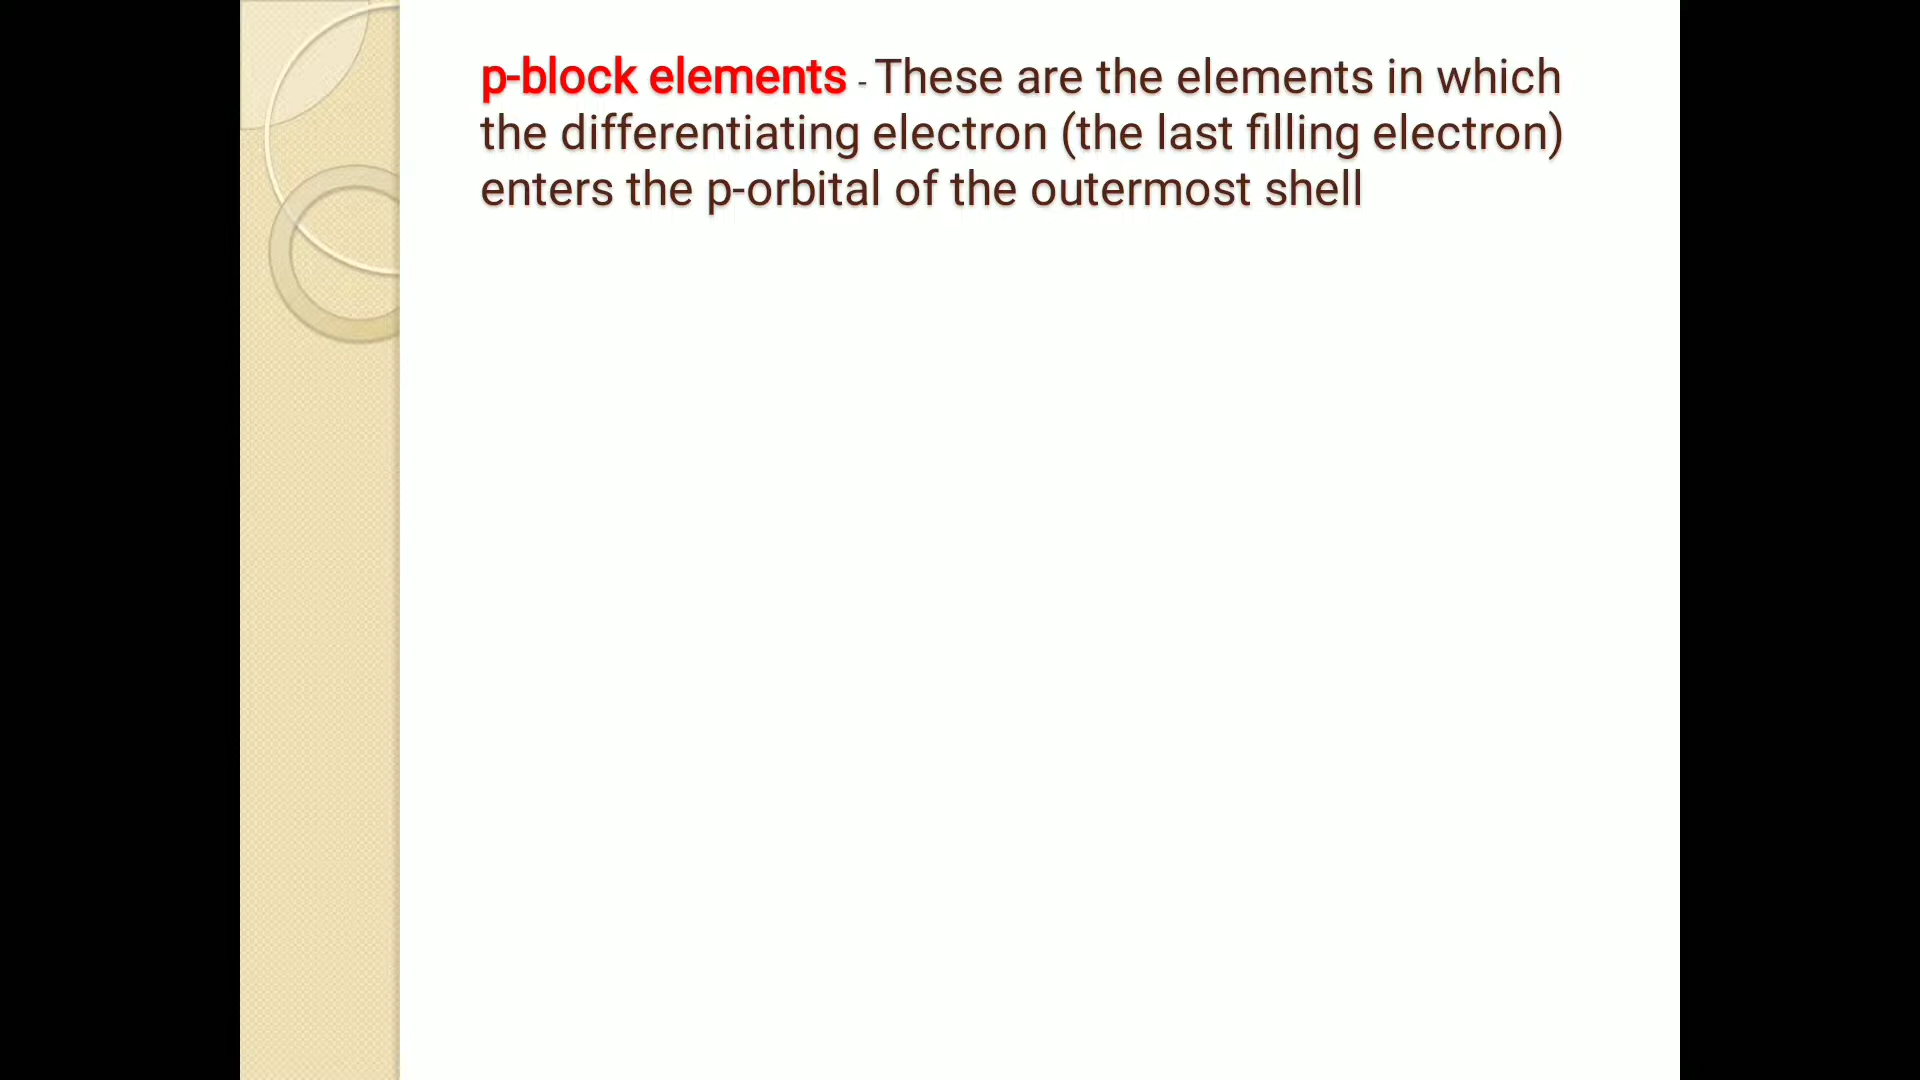 p-block elements - These are the elements in which
the differentiating electron (the last filling electron)
enters the p-orbital of the outermost shell